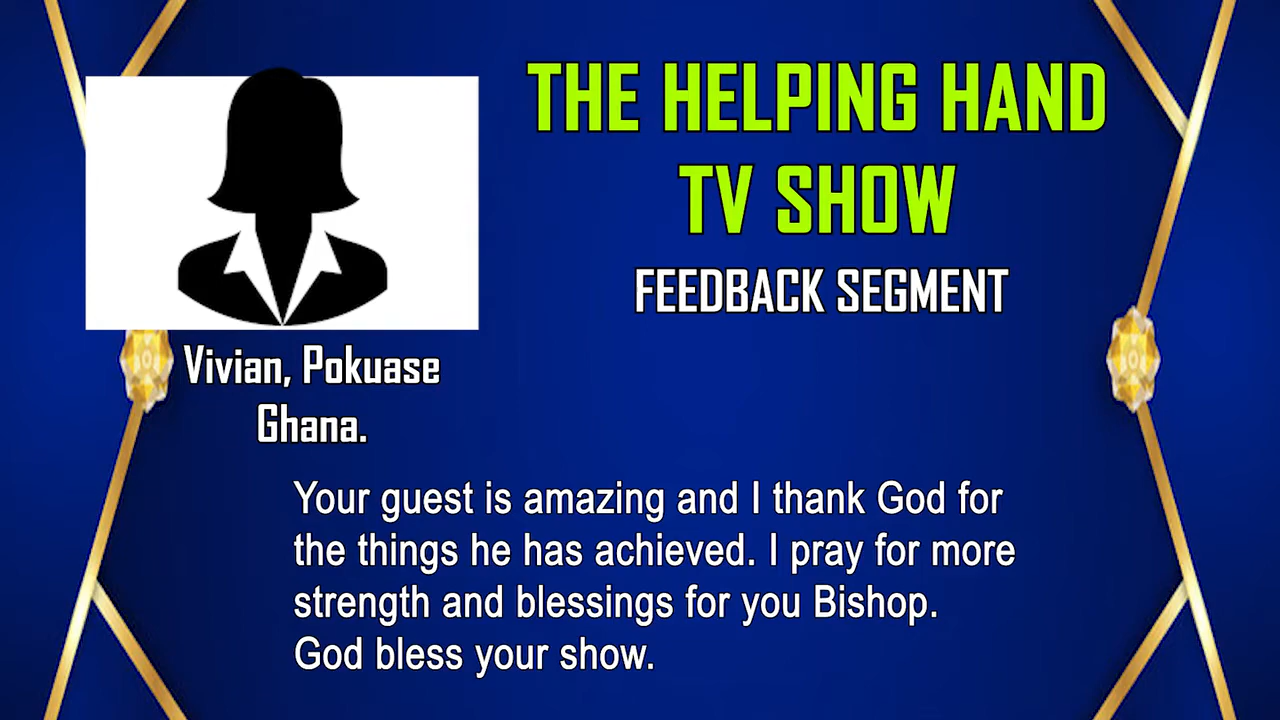 THE HELPING HAND
TV SHOW
FEEDBACK SEGMENT
Vivian, Pokuase
Ghana.
Your guest is amazing and I thank God for
the things he has achieved. I pray for more
strength and blessings for you Bishop.
God bless your show.